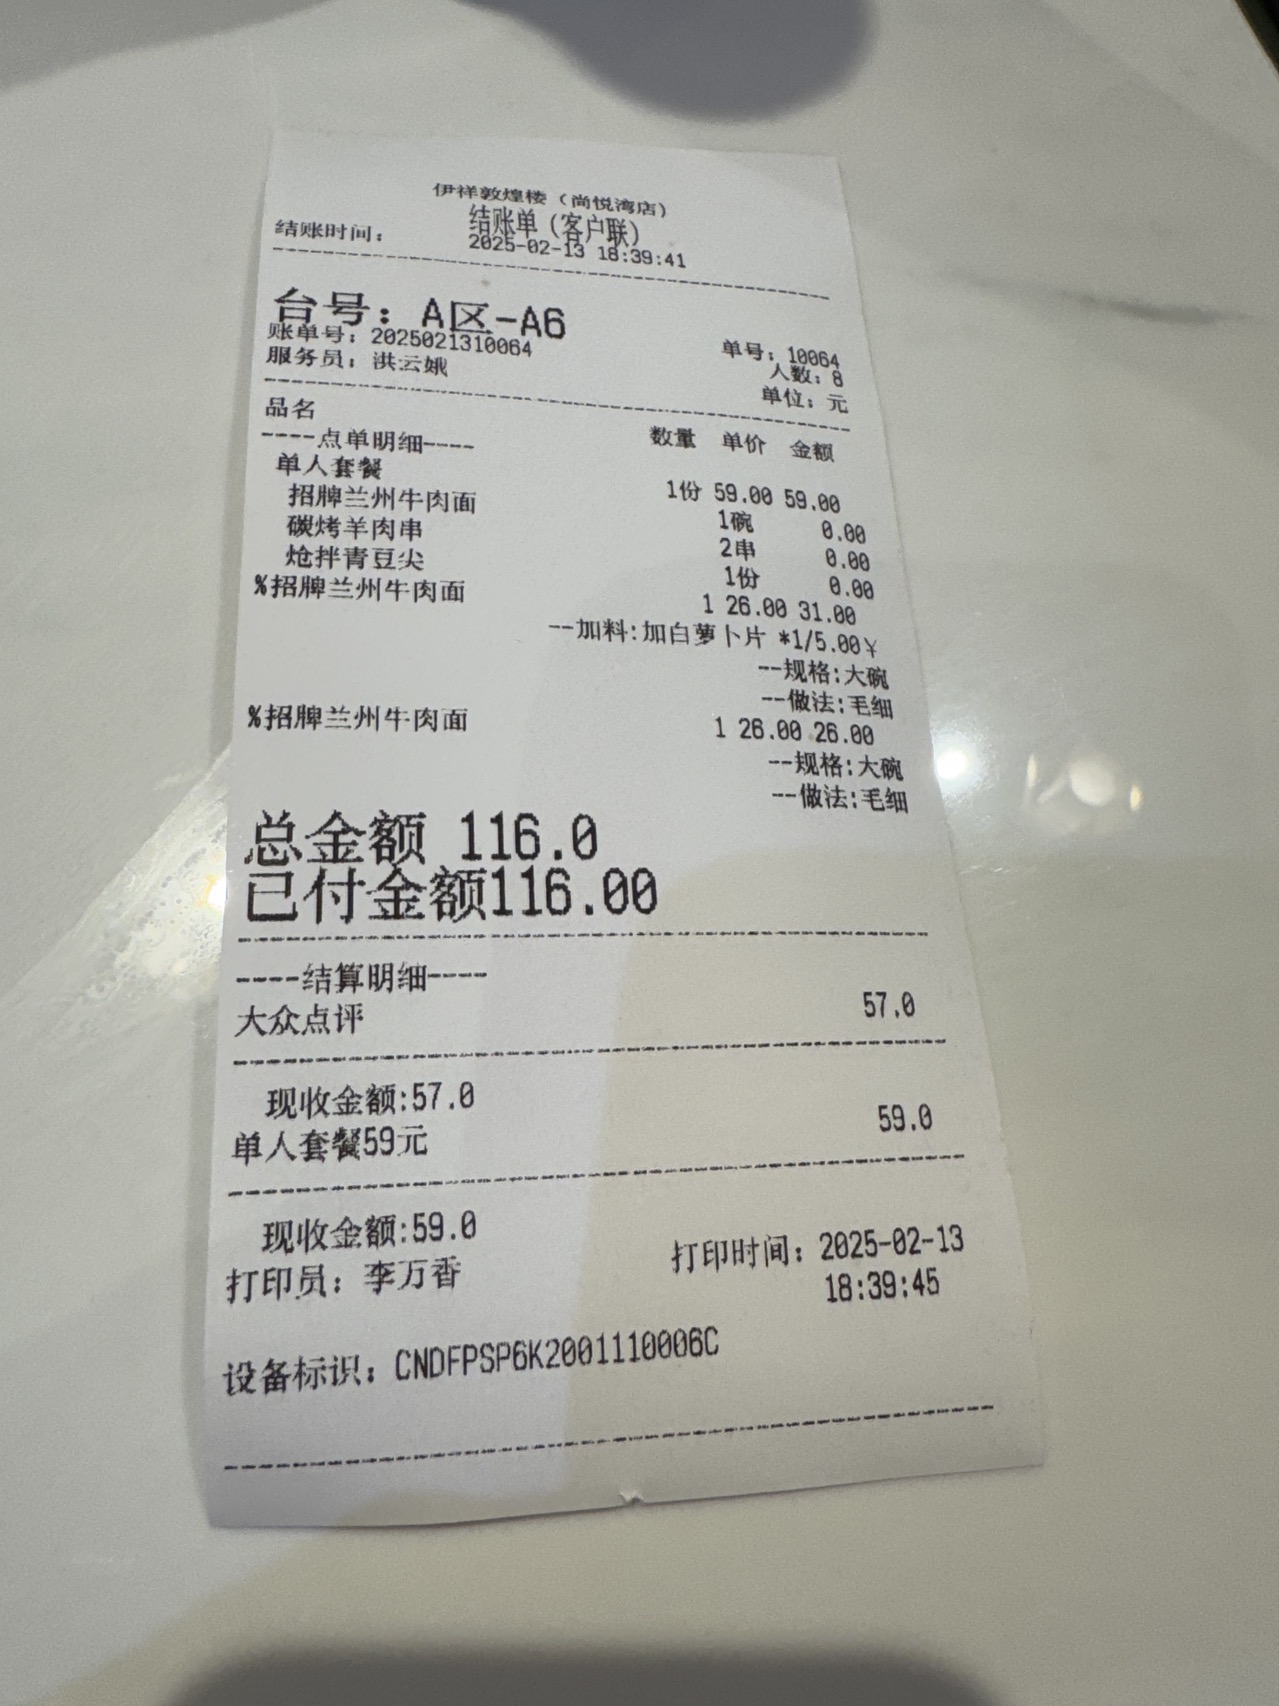 伊祥敦煌楼（尚悦湾店）
结账单（客户联）
结账时间： 2025-02-13 18:39:41
台号：A区-A6
账单号：2025021310064 单号：10064
服务员：洪云娥 人数：8
单位：元
品名 数量 单价 金额
----点单明细----
单人套餐 1份 59.00 59.00
招牌兰州牛肉面 1碗 0.00
碳烤羊肉串 2串 0.00
炝拌青豆尖 1份 0.00
%招牌兰州牛肉面 1 26.00 31.00
--加料:加白萝卜片 *1/5.00¥
--规格:大碗
--做法:毛细
%招牌兰州牛肉面 1 26.00 26.00
--规格:大碗
--做法:毛细
总金额 116.0
已付金额116.00
----结算明细----
大众点评 57.0
现收金额:57.0
单人套餐59元 59.0
现收金额:59.0
打印员：李万香 打印时间：2025-02-13
18:39:45
设备标识：CNDFPSP6K2001110006C